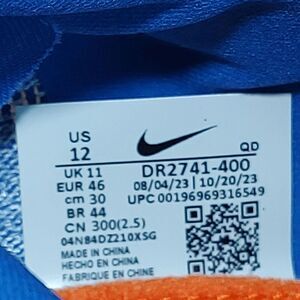 US
12
UK 11
EUR 46
cm 30
BR 44
CN 300(2.5)
04N84DZ210XSG
MADE IN CHINA
HECHO EN CHINA
FABRIQUE EN CHINE
QD
DR2741-400
08/04/23 | 10/20/23
UPC 00196969316549